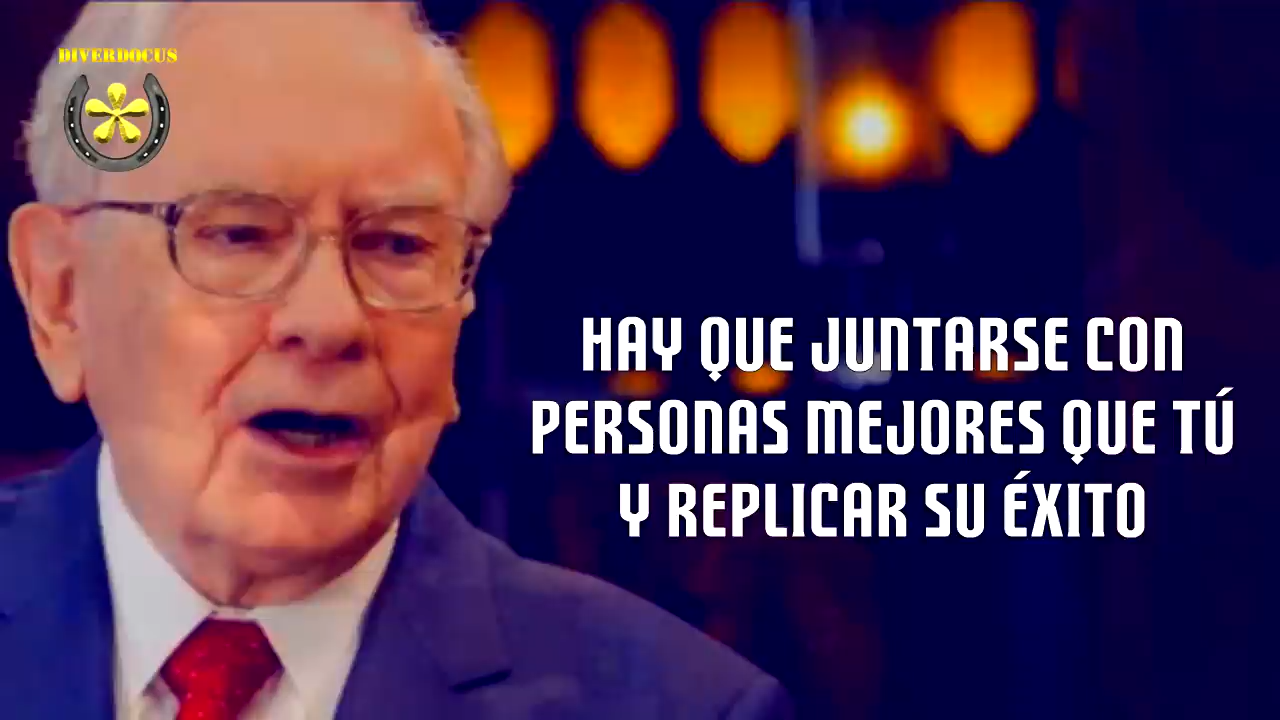 DIVERDOCUS
HAY QUE JUNTARSE CON
PERSONAS MEJORES QUE TÚ
Y REPLICAR SU ÉXITO